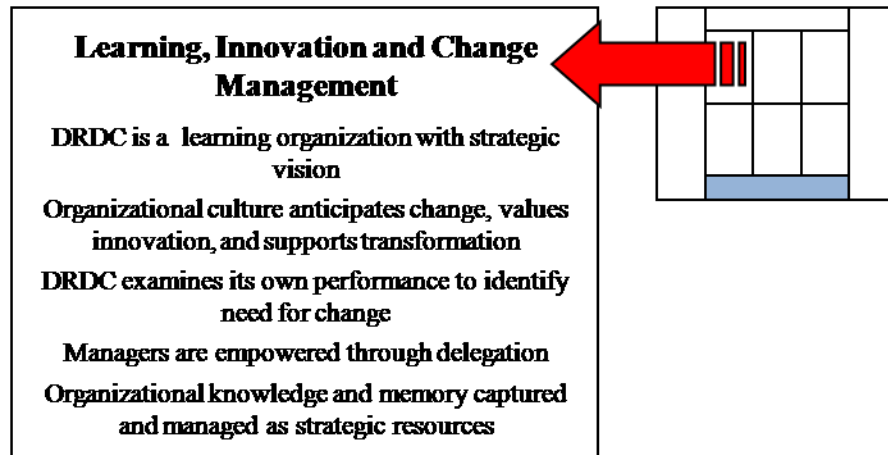 Learning, Innovation and Change
Management
DRDC is a learning organization with strategic
vision
Organizational culture anticipates change, values
innovation, and supports transformation
DRDC examines its own performance to identify
need for change
Managers are empowered through delegation
Organizational knowledge and memory captured
and managed as strategic resources